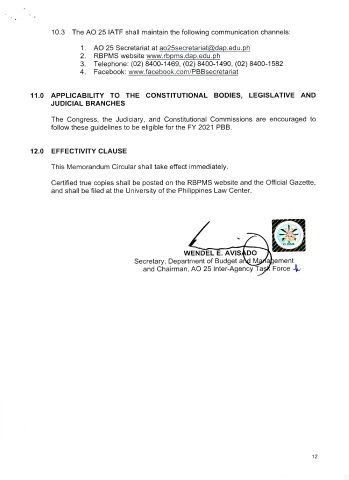 10.3 The AO 25 IATF shall maintain the following communication channels:
1. AO 25 Secretariat at ao25secretariat@dap.edu.ph
2. RBPMS website www.rbpms.dap.edu.ph
3. Telephone: (02) 8400-1469, (02) 8400-1490, (02) 8400-1582
4. Facebook: www.facebook.com/PBBsecretariat
11.0 APPLICABILITY TO THE CONSTITUTIONAL BODIES, LEGISLATIVE AND
JUDICIAL BRANCHES
The Congress, the Judiciary, and Constitutional Commissions are encouraged to
follow these guidelines to be eligible for the FY 2021 PBB.
12.0 EFFECTIVITY CLAUSE
This Memorandum Circular shall take effect immediately.
Certified true copies shall be posted on the RBPMS website and the Official Gazette,
and shall be filed at the University of the Philippines Law Center.
WENDEL E. AVISADO
Secretary, Department of Budget and Management
and Chairman, AO 25 Inter-Agency Task Force
12